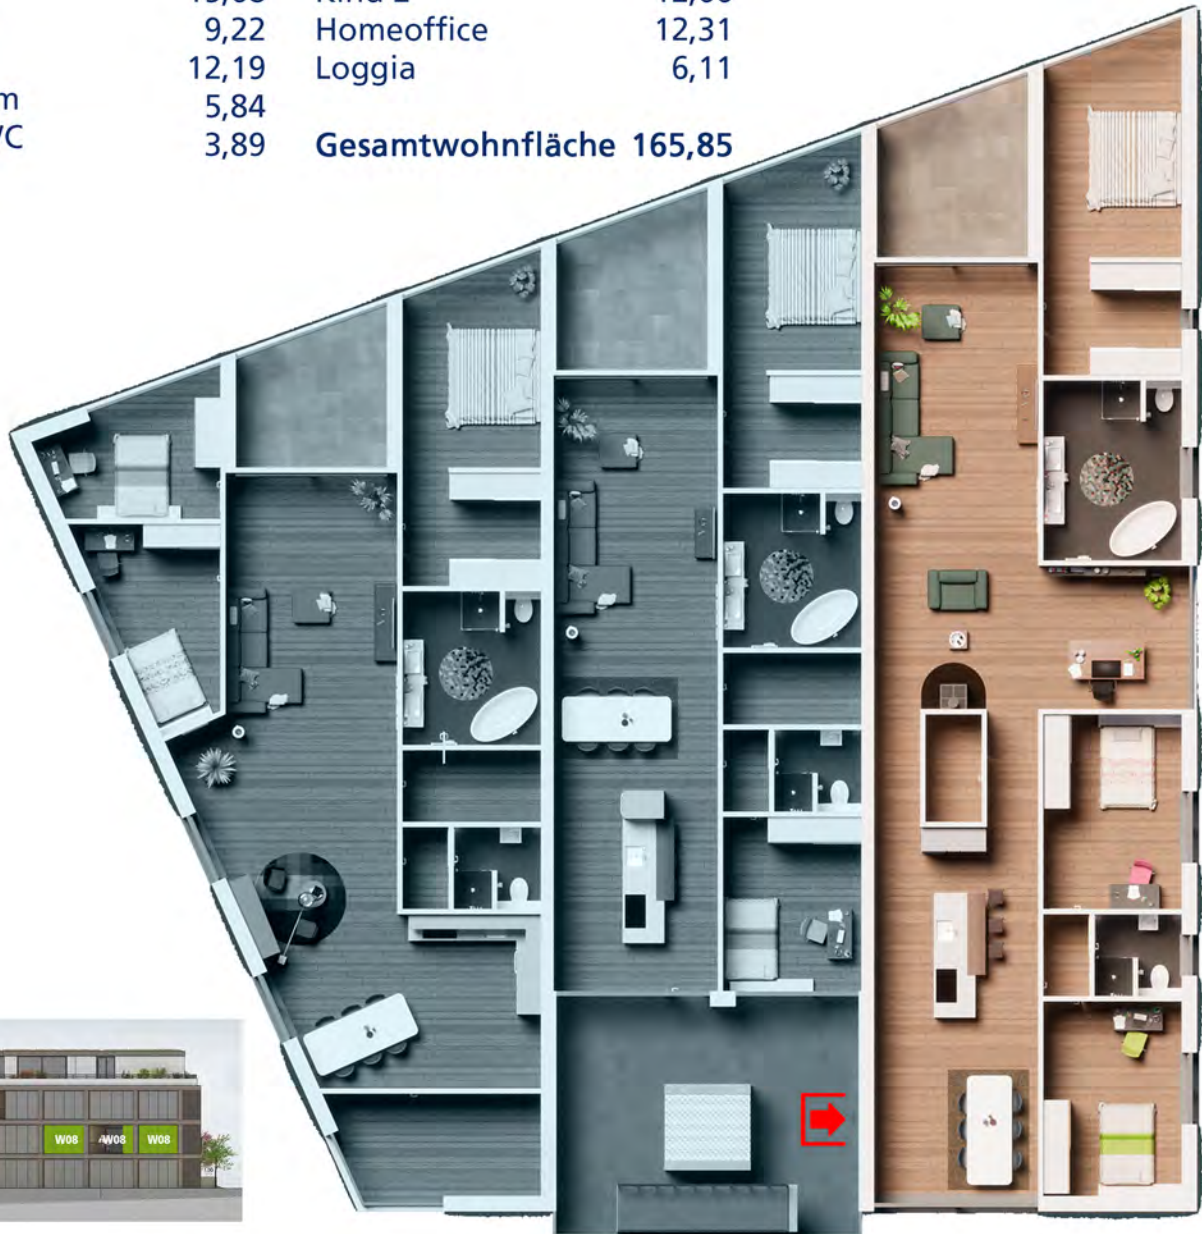 9,22 Homeoffice 12,31
12,19 Loggia 6,11
5,84
3,89 Gesamtwohnfläche 165,85
W08 W08 W08